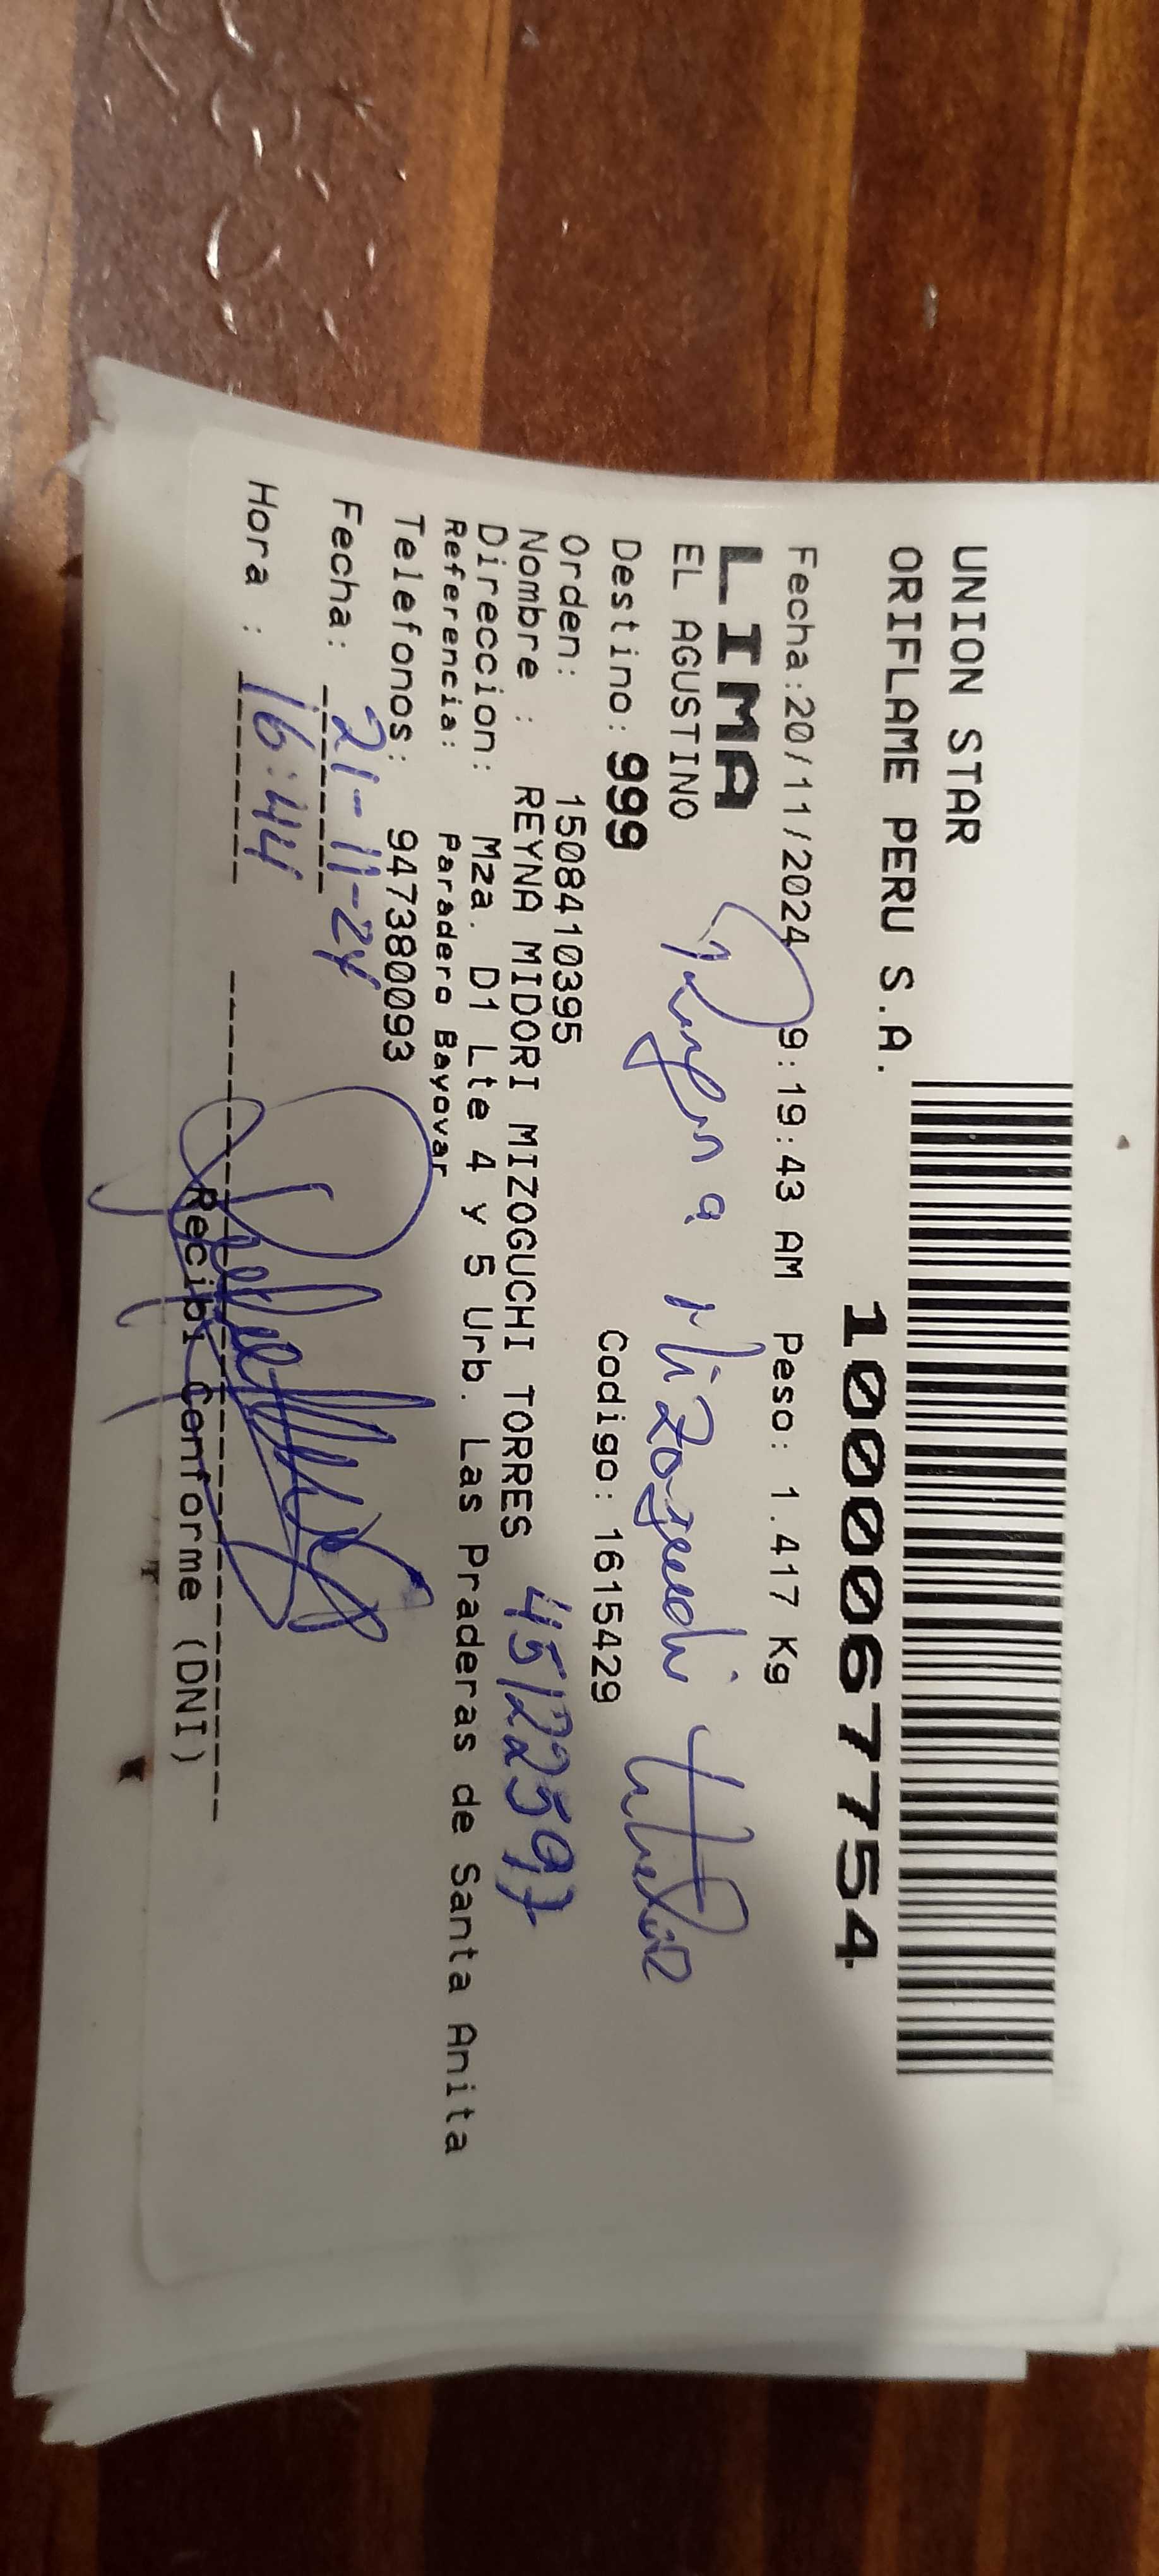 UNION STAR
ORIFLAME PERU S.A.
10000677754
Fecha:20/11/2024 9:19:43 AM Peso: 1.417 Kg
LIMA
EL AGUSTINO
Mizoguchi
Destino: 999 Codigo: 1615429
Orden: 1508410395
Nombre : REYNA MIDORI MIZOGUCHI TORRES 45122597
Direccion: Mza. D1 Lte 4 y 5 Urb. Las Praderas de Santa Anita
Referencia: Paradero Bayovar
Telefonos: 947380093
Fecha: 21-11-24
Hora : 16:44
Recibi Conforme (DNI)